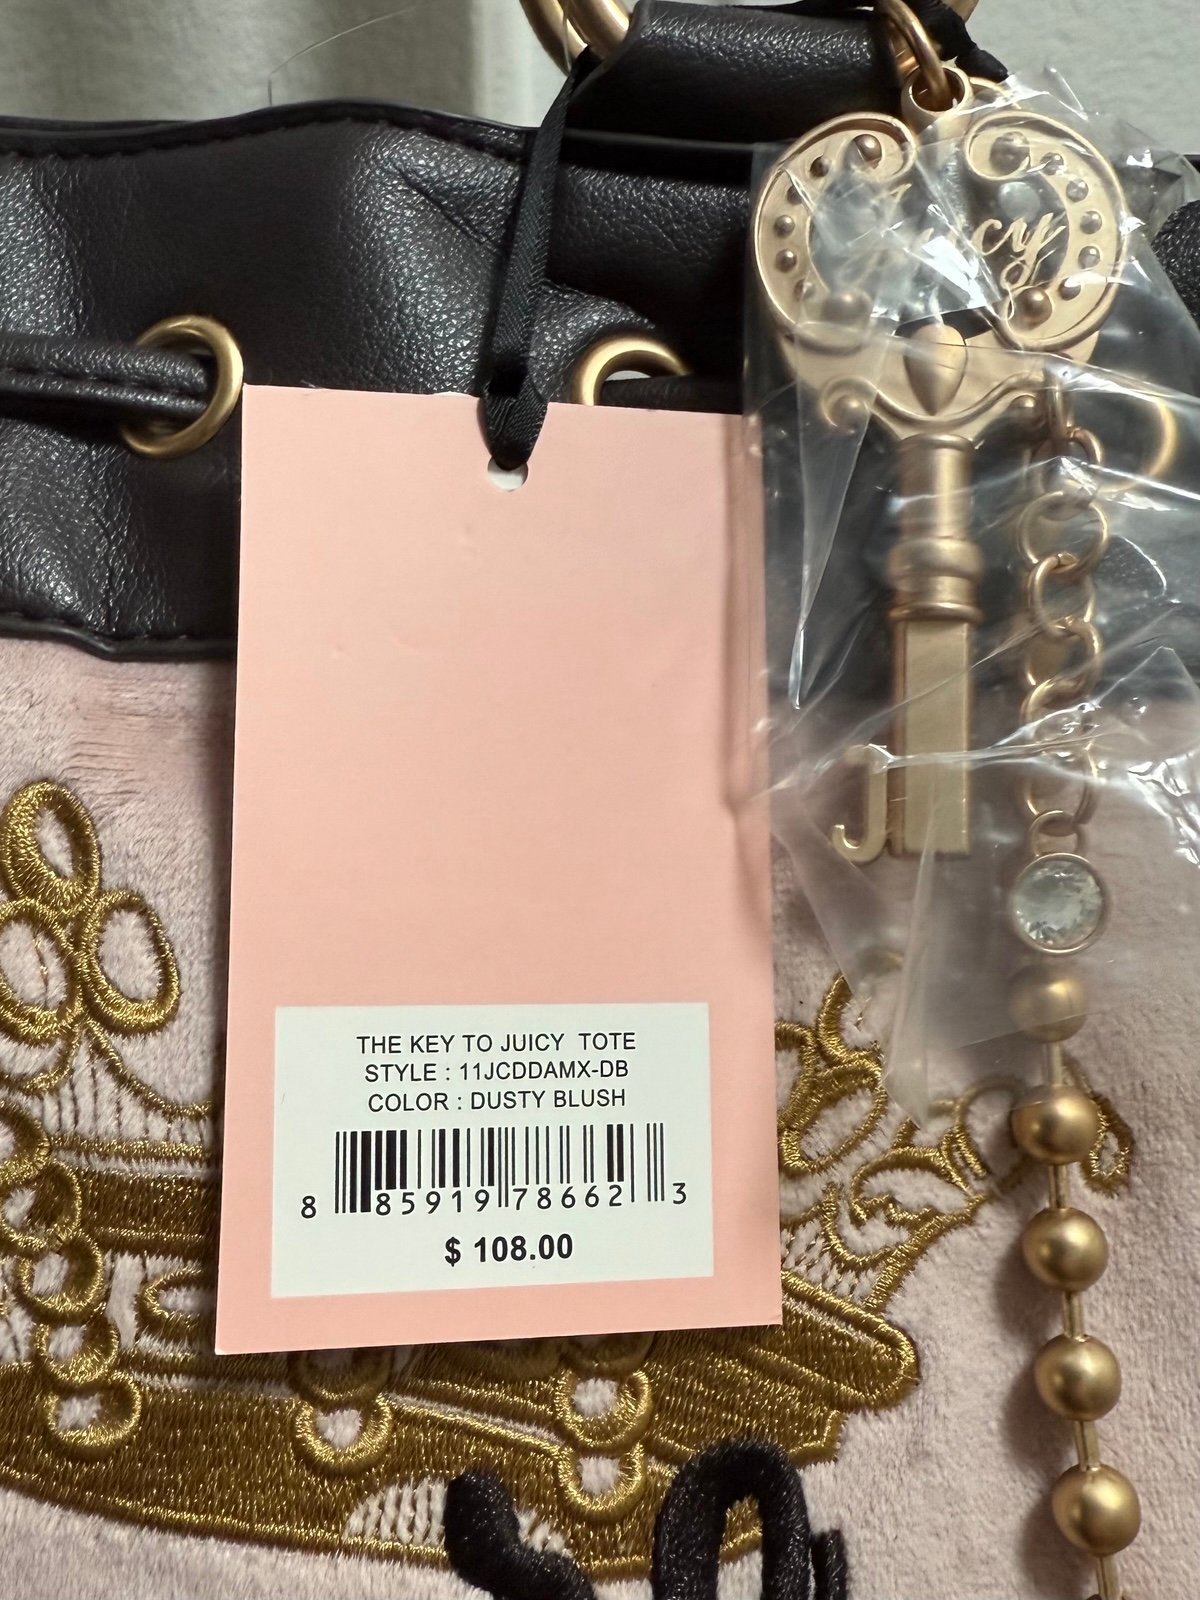 Juicy
J
THE KEY TO JUICY TOTE
STYLE : 11JCDDAMX-DB
COLOR : DUSTY BLUSH
8 85919 78662 3
$ 108.00